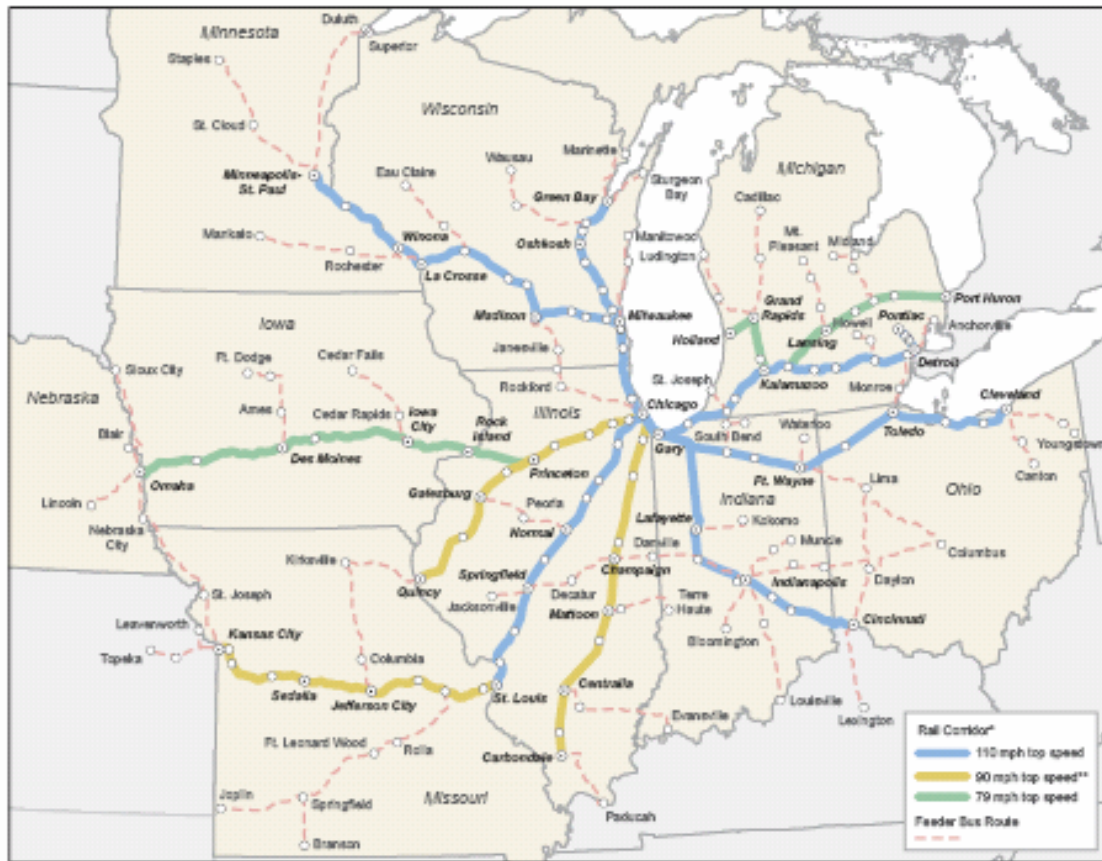 Duluth
Minnesota
Superior
Staples
Wisconsin
St. Cloud
Marinette
Wausau
Michigan
Minneapolis-
St. Paul
Eau Claire
Sturgeon
Bay
Green Bay
Cadillac
Mankato
Winona
Oshkosh
Manitowoc
Mt.
Pleasant
Midland
Rochester
Ludington
La Crosse
Port Huron
Iowa
Madison
Milwaukee
Grand
Rapids
Pontiac
Anchorville
Holland
Lansing
Howell
Janesville
Detroit
Ft. Dodge
Cedar Falls
Sioux City
St. Joseph
Kalamazoo
Monroe
Rockford
Cleveland
Nebraska
Illinois
Chicago
Ames
Cedar Rapids
Iowa
City
Rock
Island
Waterloo
Toledo
Blair
South Bend
Gary
Youngstown
Des Moines
Princeton
Canton
Omaha
Ft. Wayne
Lima
Ohio
Lincoln
Galesburg
Peoria
Indiana
Nebraska
City
Normal
Lafayette
Kokomo
Kirksville
Danville
Muncie
Columbus
Springfield
Champaign
Quincy
Indianapolis
Dayton
St. Joseph
Jacksonville
Decatur
Terre
Haute
Mattoon
Cincinnati
Leavenworth
Kansas City
Bloomington
Topeka
Columbia
Sedalia
Jefferson City
St. Louis
Centralia
Louisville
Evansville
Lexington
Ft. Leonard Wood
Rolla
Carbondale
Joplin
Springfield
Missouri
Paducah
Branson
Rail Corridor*
110 mph top speed
90 mph top speed**
79 mph top speed
Feeder Bus Route